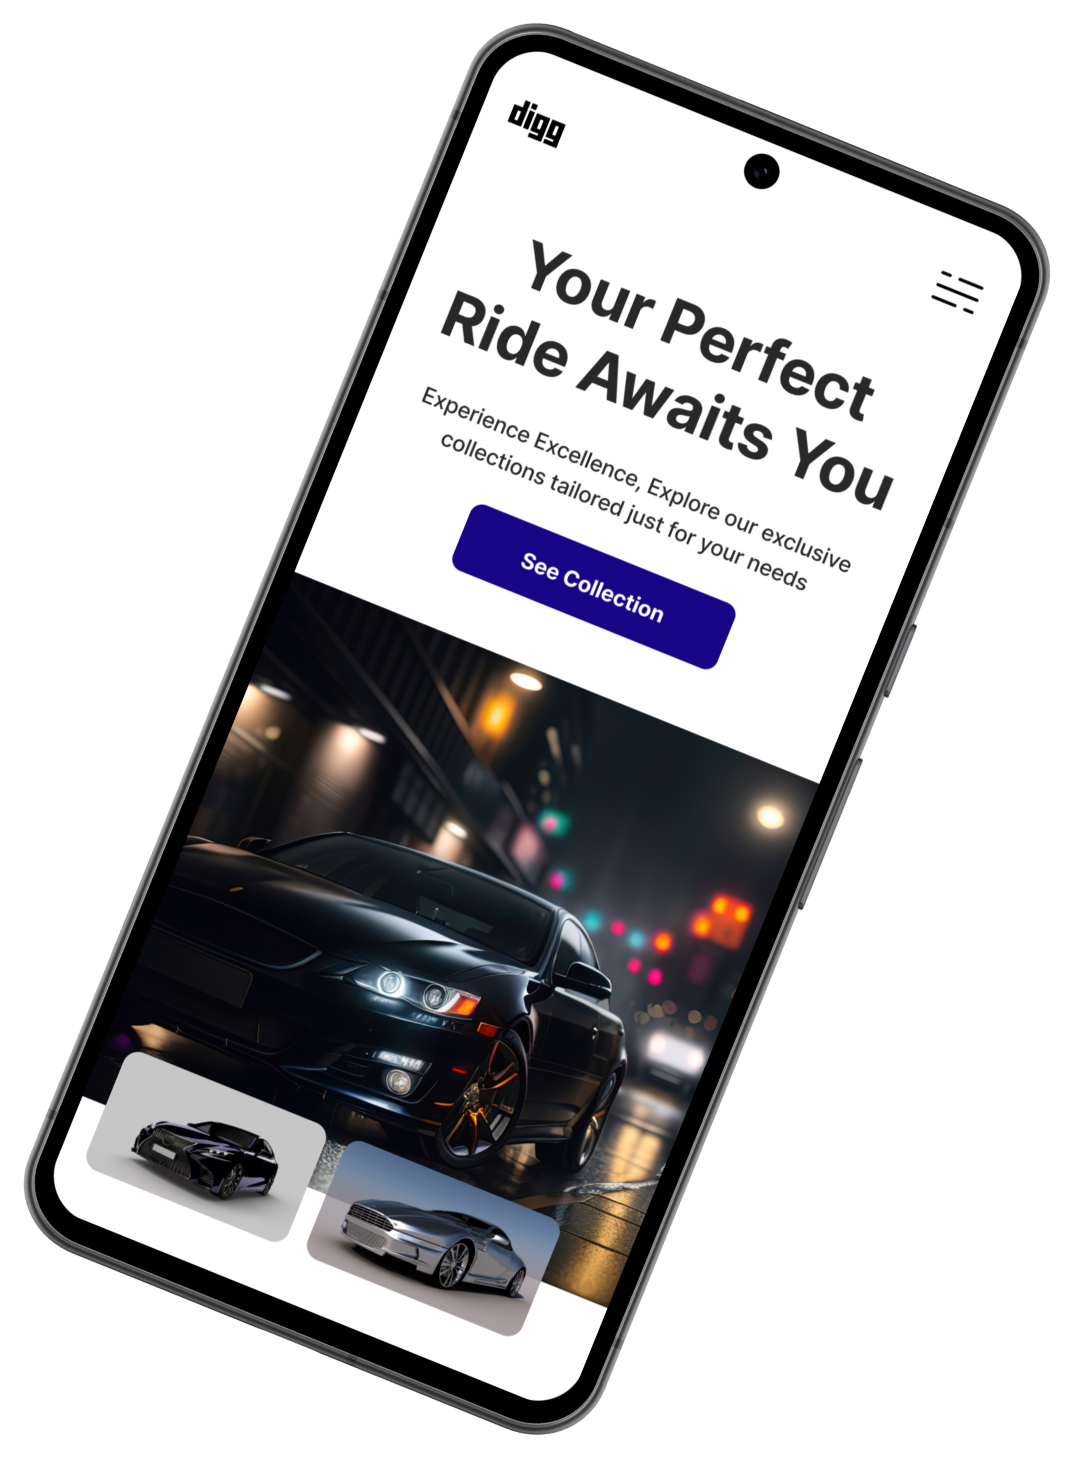 digg
Your Perfect
Ride Awaits You
Experience Excellence, Explore our exclusive
collections tailored just for your needs
See Collection